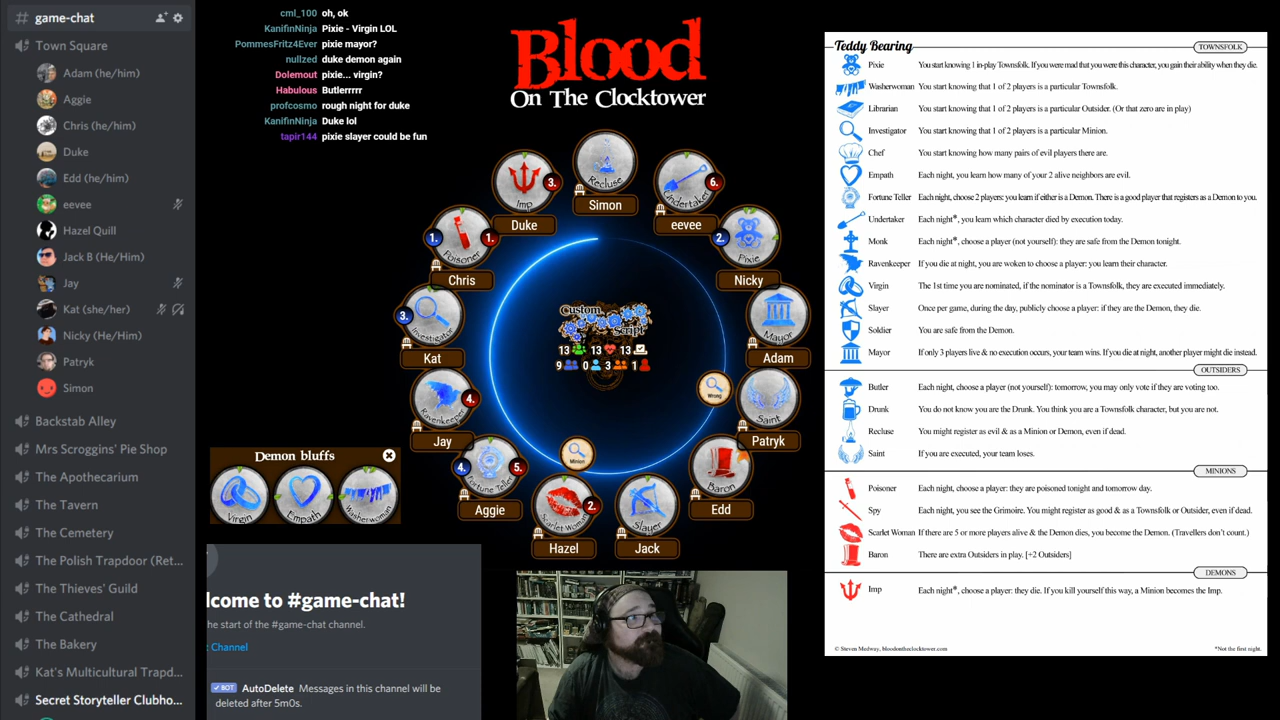 # game-chat
Town Square
Adam (he/him)
Aggie
Chris (he/him)
Duke
Edd (he/him)
eevee
Hazel Quill
Jack B (He/Him)
Jay
Kat (she/her)
Nicky (He/Him)
Patryk
Simon
Backstab Alley
Mrs Miggins' Pie Shop
The Apothecarium
The Tavern
The Cemetery
The Polish Trapdoor (Ret...
The Thieves' Guild
The Cathedral
The Bakery
Kat's Multicultural Trapd...
Secret Storyteller Clubho...
cml_100 oh, ok
KanifinNinja Pixie - Virgin LOL
PommesFritz4Ever pixie mayor?
nullzed duke demon again
Dolemout pixie... virgin?
Habulous Butlerrrrr
profcosmo rough night for duke
KanifinNinja Duke lol
tapir144 pixie slayer could be fun
Blood
On The Clocktower
Recluse
Simon
Undertaker
6.
eevee
2.
Pixie
Nicky
Mayor
Adam
Saint
Patryk
Baron
Edd
Slayer
Jack
Scarlet Woman
2.
Hazel
Fortune Teller
4.
5.
Aggie
Ravenkeeper
4.
Jay
3.
Investigator
Kat
1.
Poisoner
1.
Chris
Imp
3.
Duke
Wrong
Minion
Custom
Script
13 13 13
9 0 3 1
Demon bluffs
Virgin
Empath
Washerwoman
lcome to #game-chat!
he start of the #game-chat channel.
Channel
BOT AutoDelete Messages in this channel will be
deleted after 5m0s.
Teddy Bearing
TOWNSFOLK
Pixie You start knowing 1 in-play Townsfolk. If you were mad that you were this character, you gain their ability when they die.
Washerwoman You start knowing that 1 of 2 players is a particular Townsfolk.
Librarian You start knowing that 1 of 2 players is a particular Outsider. (Or that zero are in play)
Investigator You start knowing that 1 of 2 players is a particular Minion.
Chef You start knowing how many pairs of evil players there are.
Empath Each night, you learn how many of your 2 alive neighbors are evil.
Fortune Teller Each night, choose 2 players: you learn if either is a Demon. There is a good player that registers as a Demon to you.
Undertaker Each night*, you learn which character died by execution today.
Monk Each night*, choose a player (not yourself): they are safe from the Demon tonight.
Ravenkeeper If you die at night, you are woken to choose a player: you learn their character.
Virgin The 1st time you are nominated, if the nominator is a Townsfolk, they are executed immediately.
Slayer Once per game, during the day, publicly choose a player: if they are the Demon, they die.
Soldier You are safe from the Demon.
Mayor If only 3 players live & no execution occurs, your team wins. If you die at night, another player might die instead.
OUTSIDERS
Butler Each night, choose a player (not yourself): tomorrow, you may only vote if they are voting too.
Drunk You do not know you are the Drunk. You think you are a Townsfolk character, but you are not.
Recluse You might register as evil & as a Minion or Demon, even if dead.
Saint If you are executed, your team loses.
MINIONS
Poisoner Each night, choose a player: they are poisoned tonight and tomorrow day.
Spy Each night, you see the Grimoire. You might register as good & as a Townsfolk or Outsider, even if dead.
Scarlet Woman If there are 5 or more players alive & the Demon dies, you become the Demon. (Travellers don't count.)
Baron There are extra Outsiders in play. [+2 Outsiders]
DEMONS
Imp Each night*, choose a player: they die. If you kill yourself this way, a Minion becomes the Imp.
© Steven Medway, bloodontheclocktower.com
*Not the first night.